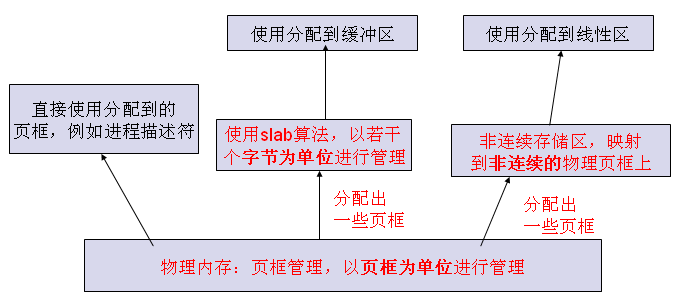 使用分配到缓冲区
使用分配到线性区
直接使用分配到的
页框，例如进程描述符
使用slab算法，以若干
个字节为单位进行管理
非连续存储区，映射
到非连续的物理页框上
分配出
一些页框
分配出
一些页框
物理内存：页框管理，以页框为单位进行管理